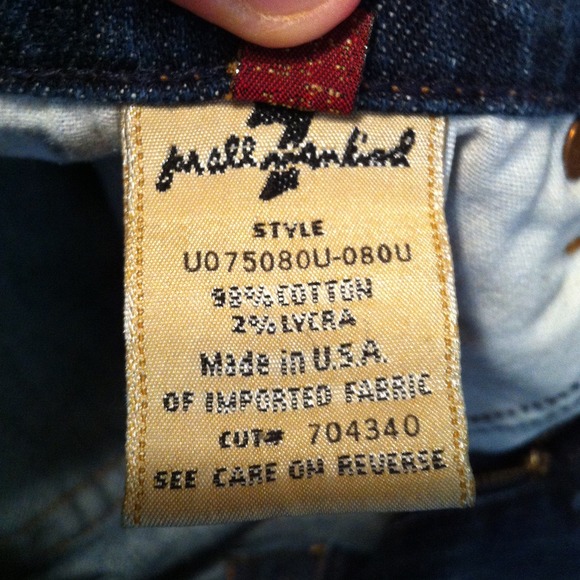 7
for all mankind
STYLE
U075080U-080U
98% COTTON
2% LYCRA
Made in U.S.A.
OF IMPORTED FABRIC
CUT# 704340
SEE CARE ON REVERSE